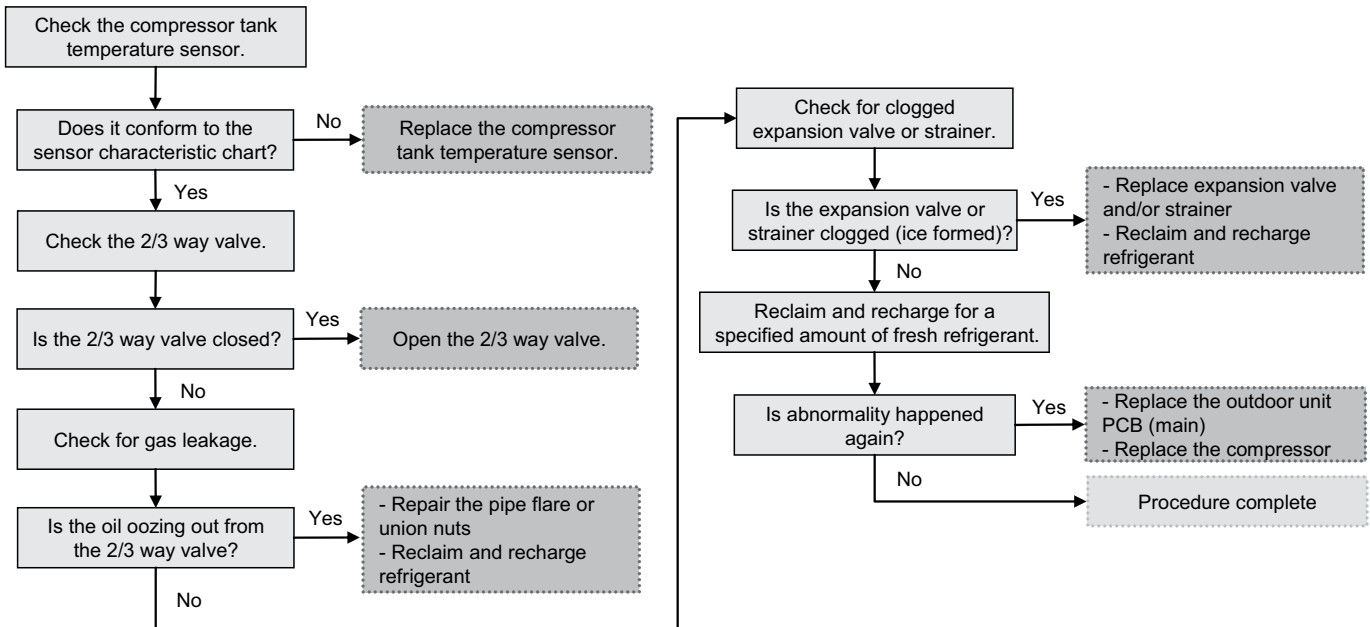 Check the compressor tank
temperature sensor.
Does it conform to the
sensor characteristic chart?
No
Replace the compressor
tank temperature sensor.
Yes
Check the 2/3 way valve.
Is the 2/3 way valve closed?
Yes
Open the 2/3 way valve.
No
Check for gas leakage.
Is the oil oozing out from
the 2/3 way valve?
Yes
- Repair the pipe flare or
union nuts
- Reclaim and recharge
refrigerant
No
Check for clogged
expansion valve or strainer.
Is the expansion valve or
strainer clogged (ice formed)?
Yes
- Replace expansion valve
and/or strainer
- Reclaim and recharge
refrigerant
No
Reclaim and recharge for a
specified amount of fresh refrigerant.
Is abnormality happened
again?
Yes
- Replace the outdoor unit
PCB (main)
- Replace the compressor
No
Procedure complete